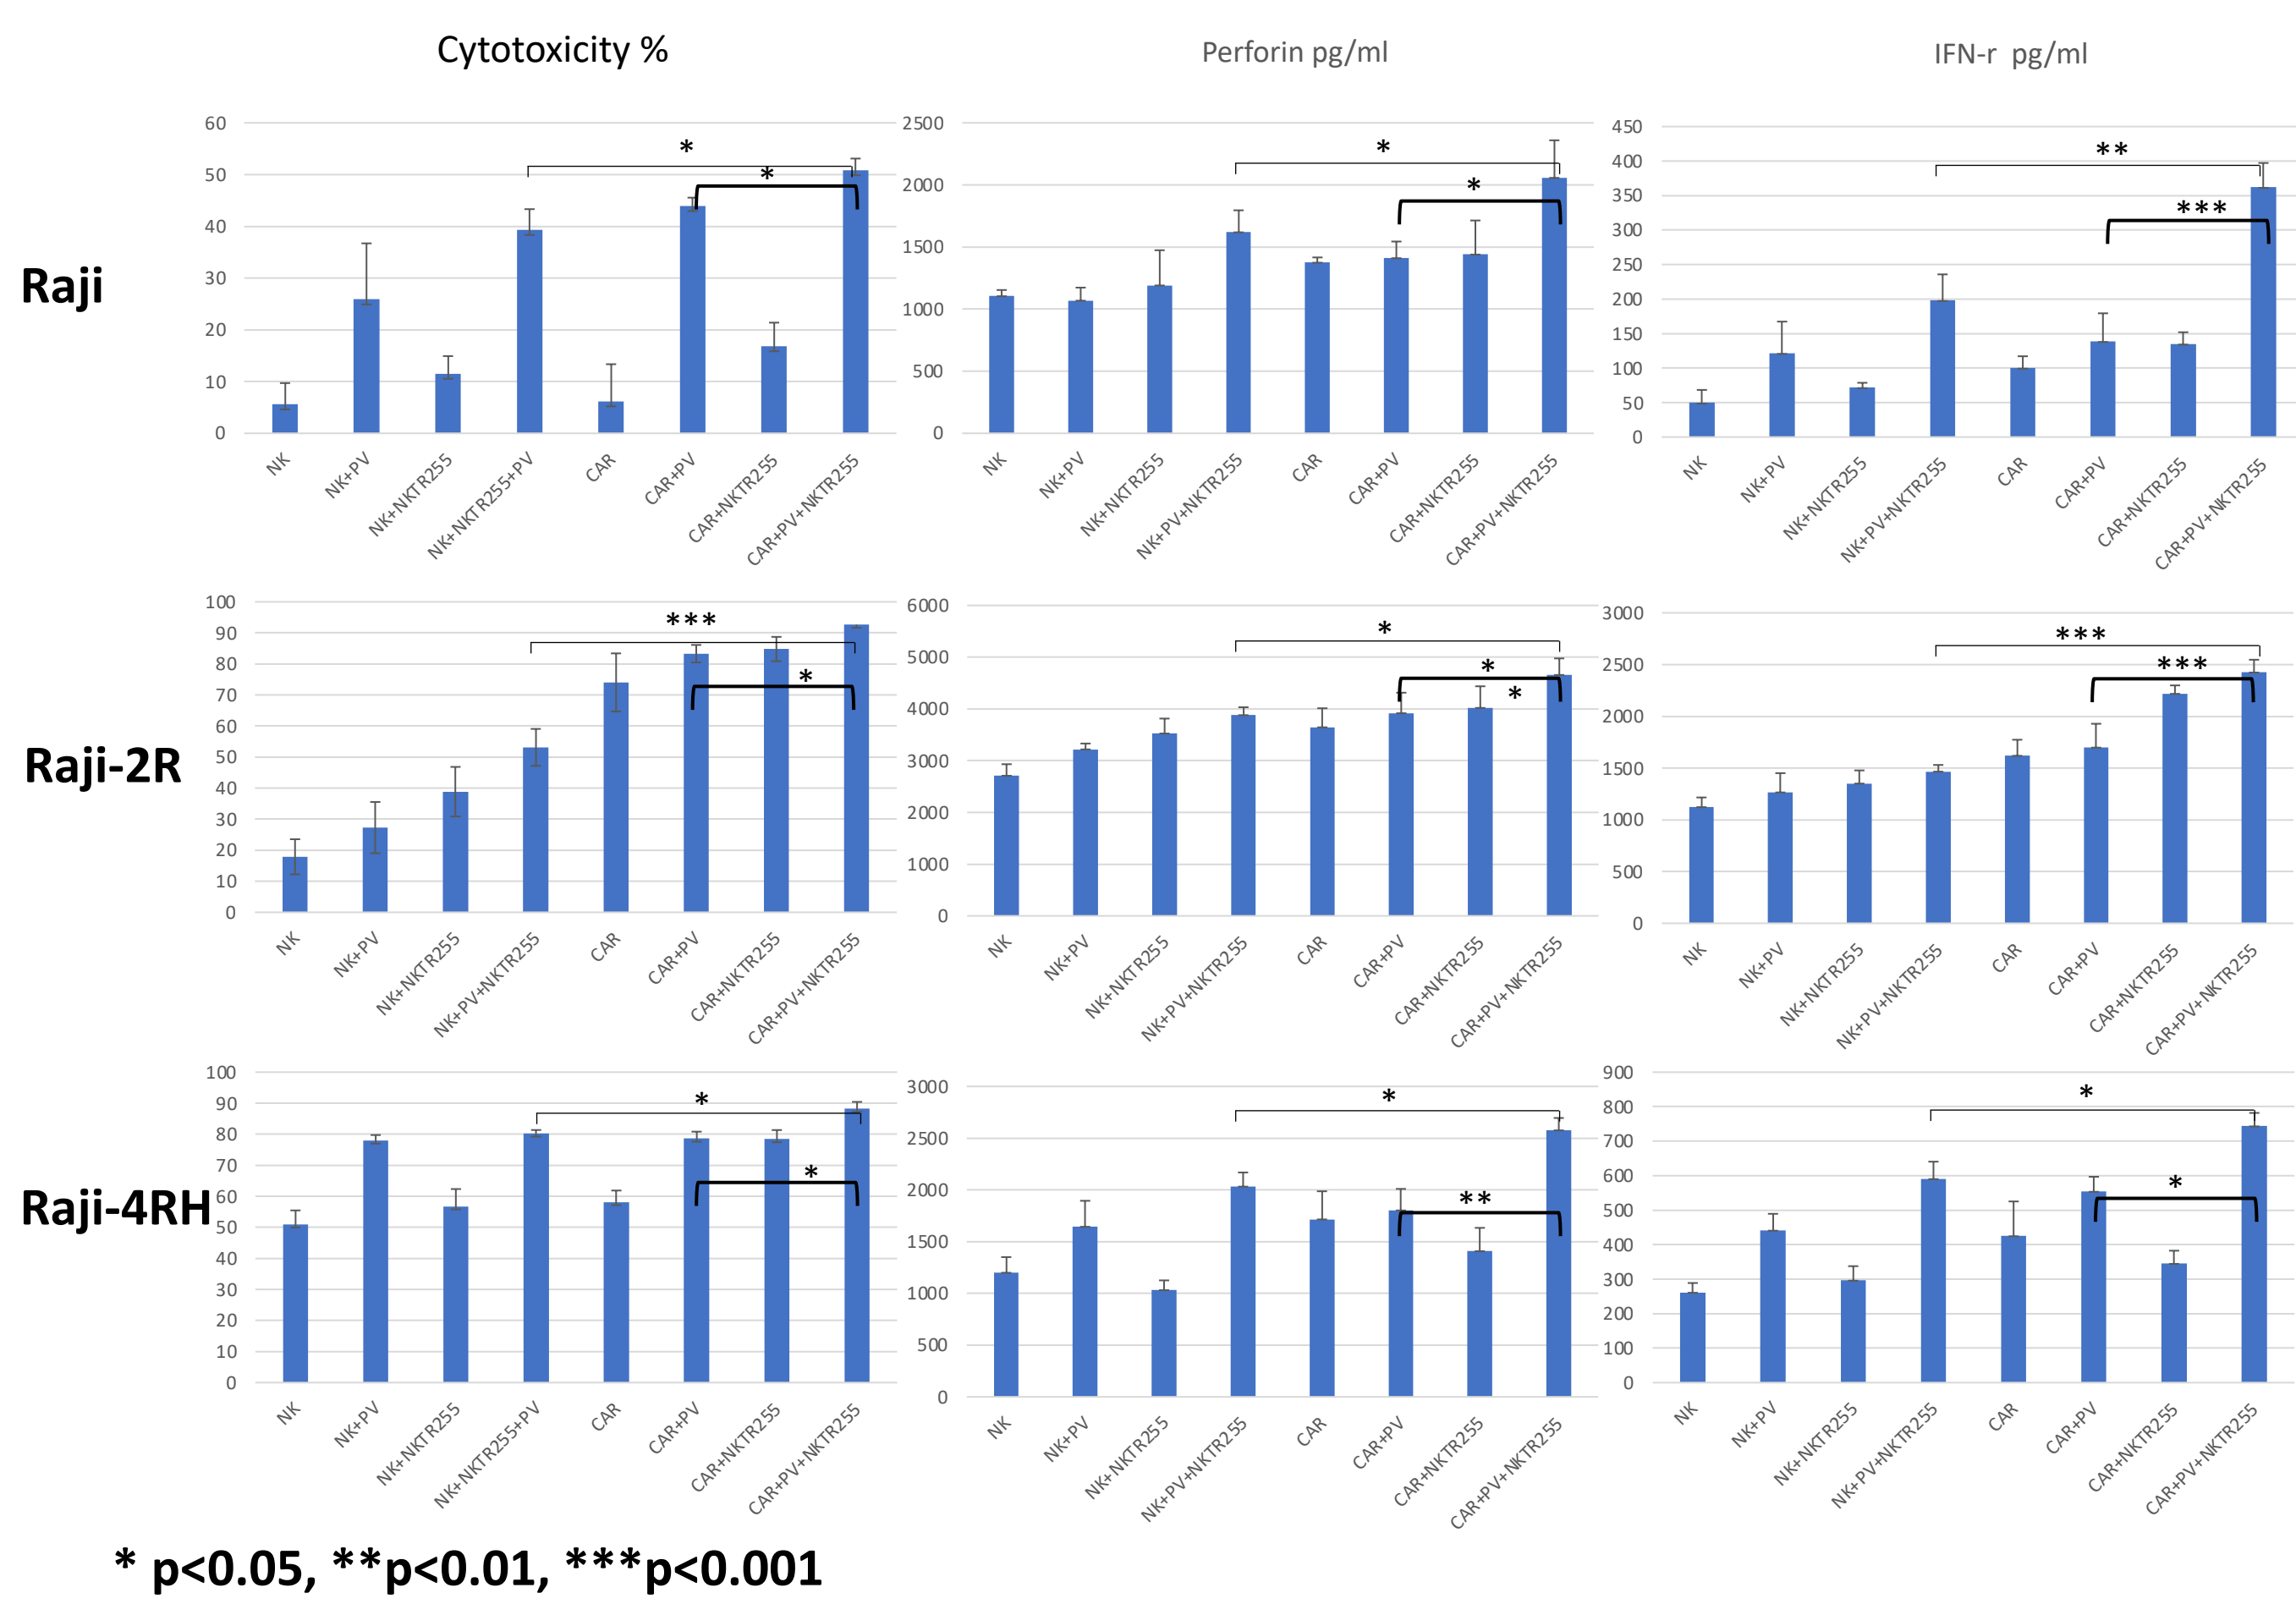 Cytotoxicity %
Perforin pg/ml
IFN-r pg/ml
Raji
60
50
40
30
20
10
0
*
*
NK
NK+PV
NK+NKTR255
NK+NKTR255+PV
CAR
CAR+PV
CAR+NKTR255
CAR+PV+NKTR255
2500
2000
1500
1000
500
0
*
*
NK
NK+PV
NK+NKTR255
NK+PV+NKTR255
CAR
CAR+PV
CAR+NKTR255
CAR+PV+NKTR255
450
400
350
300
250
200
150
100
50
0
**
***
NK
NK+PV
NK+NKTR255
NK+PV+NKTR255
CAR
CAR+PV
CAR+NKTR255
CAR+PV+NKTR255
Raji-2R
100
90
80
70
60
50
40
30
20
10
0
***
*
NK
NK+PV
NK+NKTR255
NK+PV+NKTR255
CAR
CAR+PV
CAR+NKTR255
CAR+PV+NKTR255
6000
5000
4000
3000
2000
1000
0
*
*
*
NK
NK+PV
NK+NKTR255
NK+PV+NKTR255
CAR
CAR+PV
CAR+NKTR255
CAR+PV+NKTR255
3000
2500
2000
1500
1000
500
0
***
***
NK
NK+PV
NK+NKTR255
NK+PV+NKTR255
CAR
CAR+PV
CAR+NKTR255
CAR+PV+NKTR255
Raji-4RH
100
90
80
70
60
50
40
30
20
10
0
*
*
NK
NK+PV
NK+NKTR255
NK+NKTR255+PV
CAR
CAR+PV
CAR+NKTR255
CAR+PV+NKTR255
3000
2500
2000
1500
1000
500
0
*
**
NK
NK+PV
NK+NKTR255
NK+PV+NKTR255
CAR
CAR+PV
CAR+NKTR255
CAR+PV+NKTR255
900
800
700
600
500
400
300
200
100
0
*
*
NK
NK+PV
NK+NKTR255
NK+PV+NKTR255
CAR
CAR+PV
CAR+NKTR255
CAR+PV+NKTR255
* p<0.05, **p<0.01, ***p<0.001